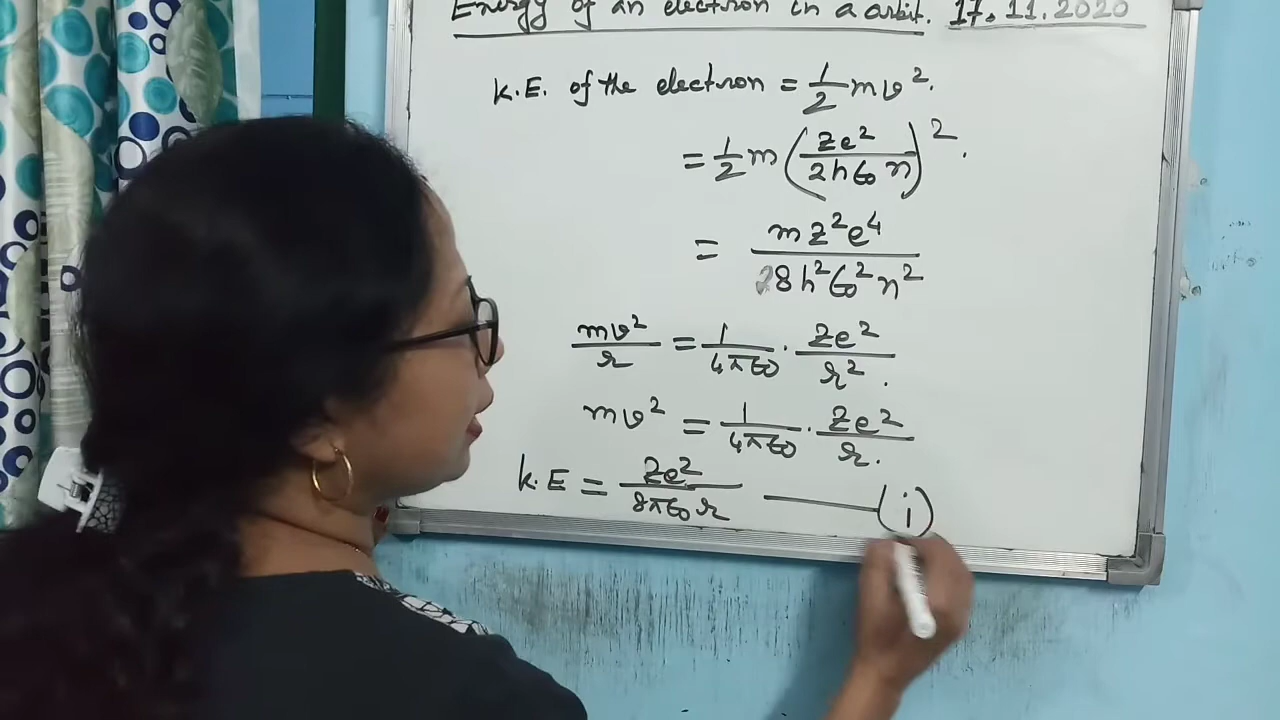 Energy of an electron in a orbit. 17.11.2020
K.E. of the electron = 1/2 mv².
= 1/2 m (Ze²/2hε₀n)².
= mZ²e⁴/8h²ε₀²n²
mv²/r = 1/4πε₀ · Ze²/r².
mv² = 1/4πε₀ · Ze²/r.
K.E = Ze²/8πε₀r ——— (i)